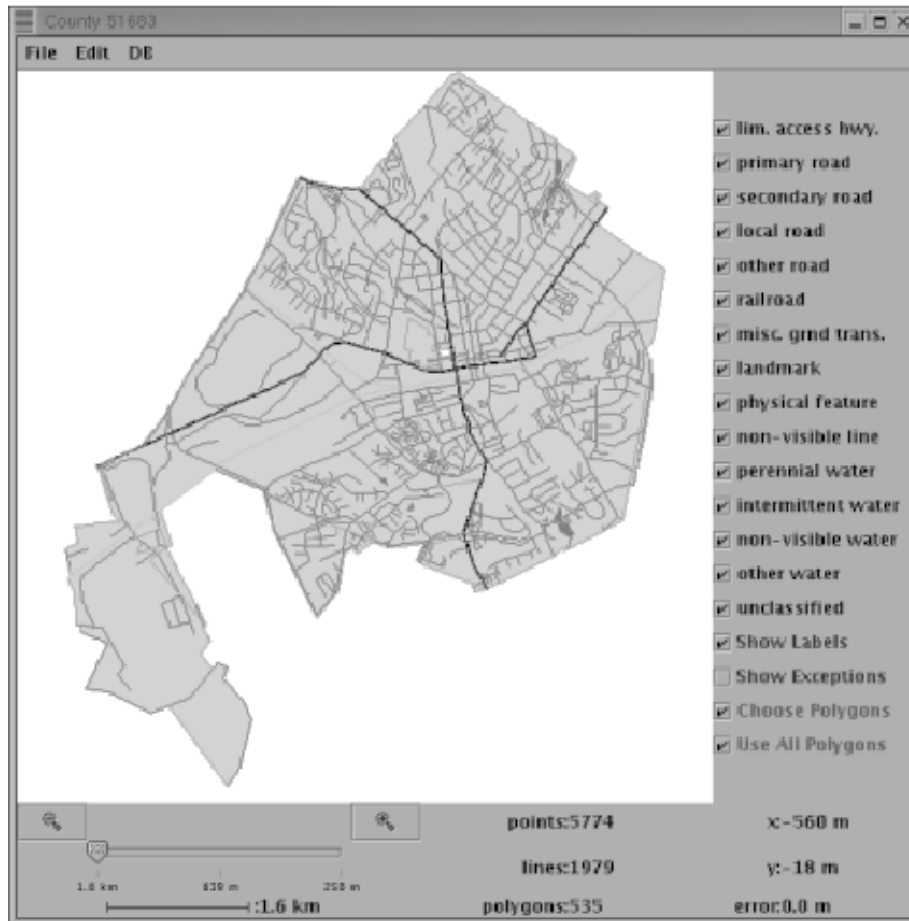 County 51683
File Edit DB
lim. access hwy.
primary road
secondary road
local road
other road
railroad
misc. grnd trans.
landmark
physical feature
non-visible line
perennial water
intermittent water
non-visible water
other water
unclassified
Show Labels
Show Exceptions
Choose Polygons
Use All Polygons
points:5774 x:-560 m
lines:1979 y:-18 m
1.6 km 639 m 250 m
:1.6 km polygons:535 error:0.0 m